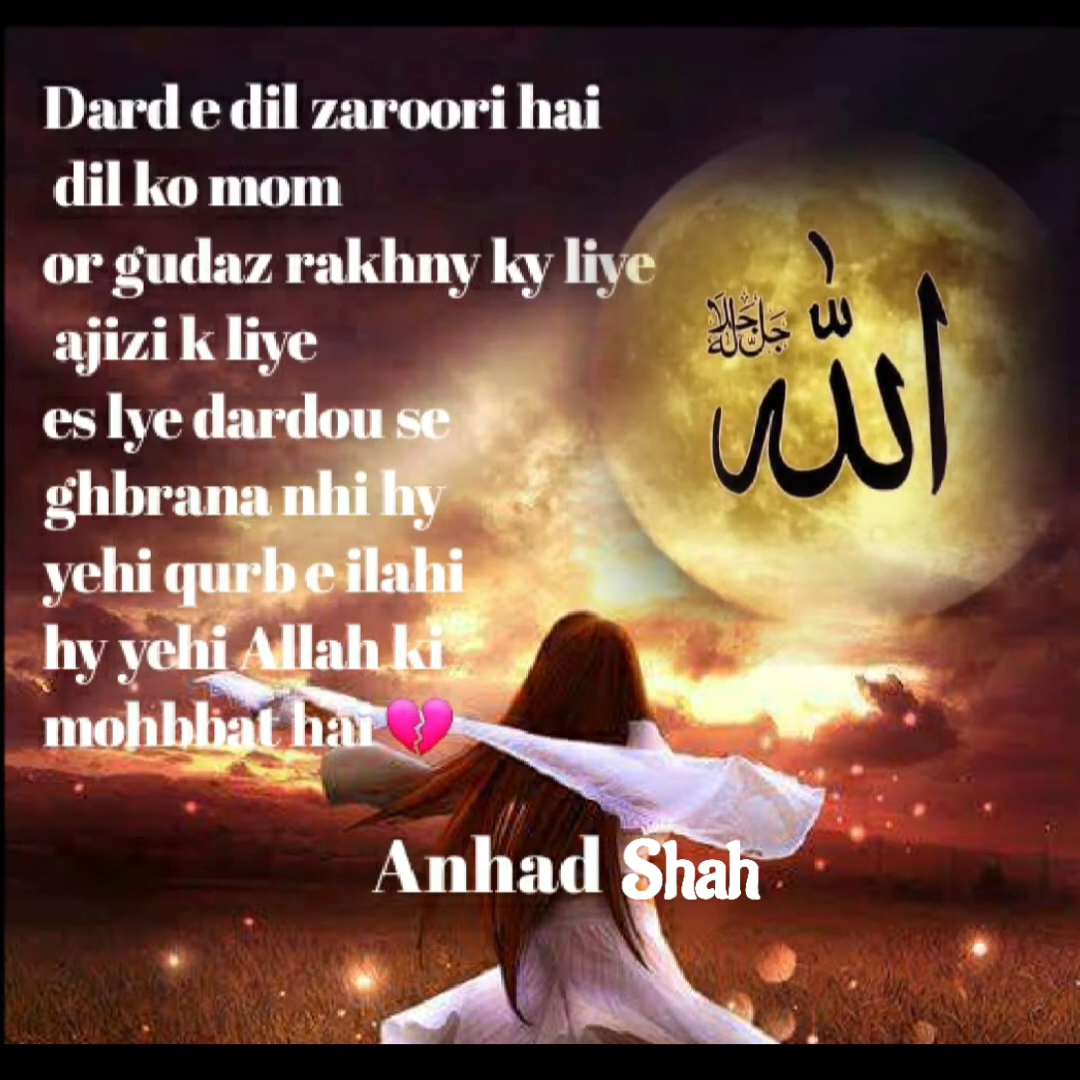 Dard e dil zaroori hai
dil ko mom
or gudaz rakhny ky liye
ajizi k liye
es lye dardou se
ghbrana nhi hy
yehi qurb e ilahi
hy yehi Allah ki
mohbbat hai 💔
الله
جل جلاله
Anhad Shah